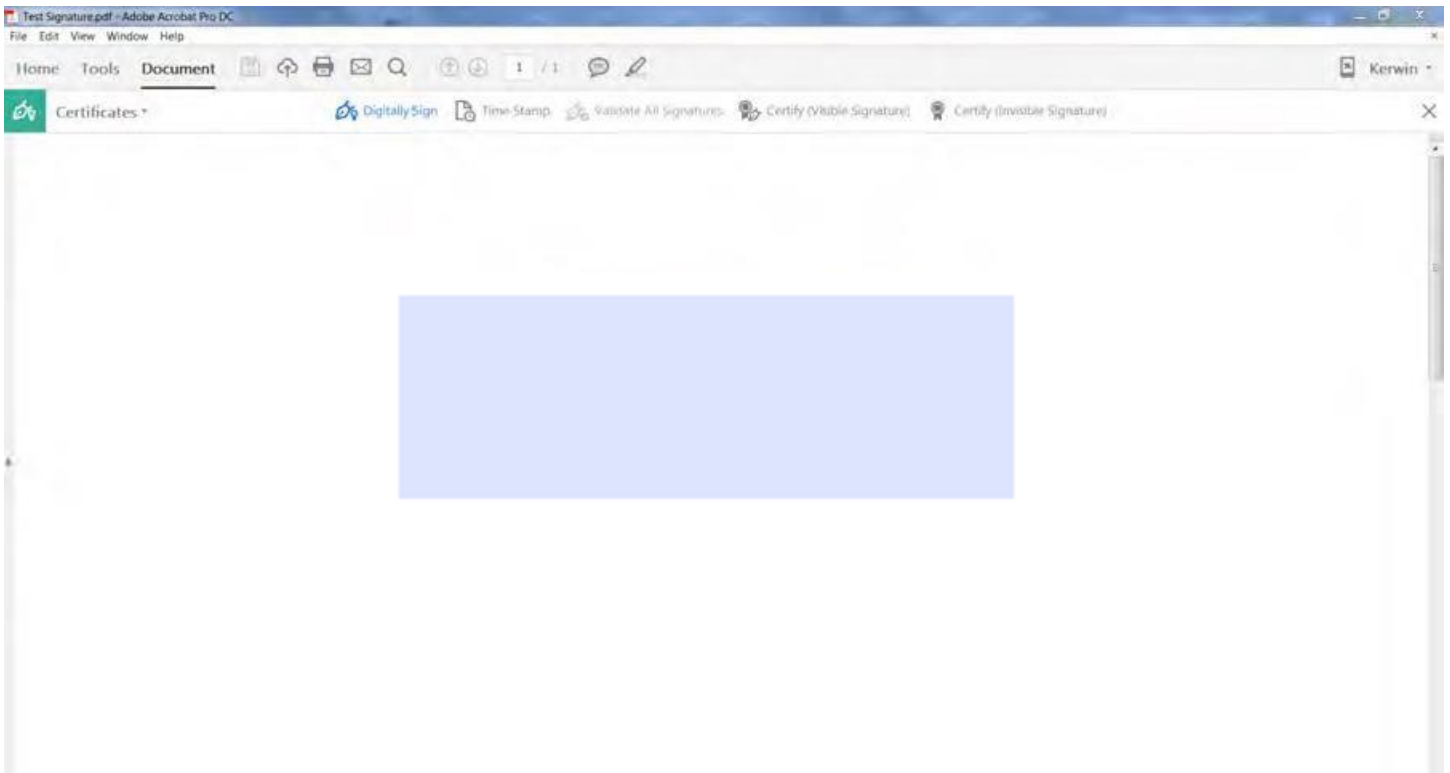 Test Signature.pdf - Adobe Acrobat Pro DC
File Edit View Window Help
Home Tools Document 1 / 1 Kerwin
Certificates Digitally Sign Time Stamp Validate All Signatures Certify (Visible Signature) Certify (Invisible Signature)